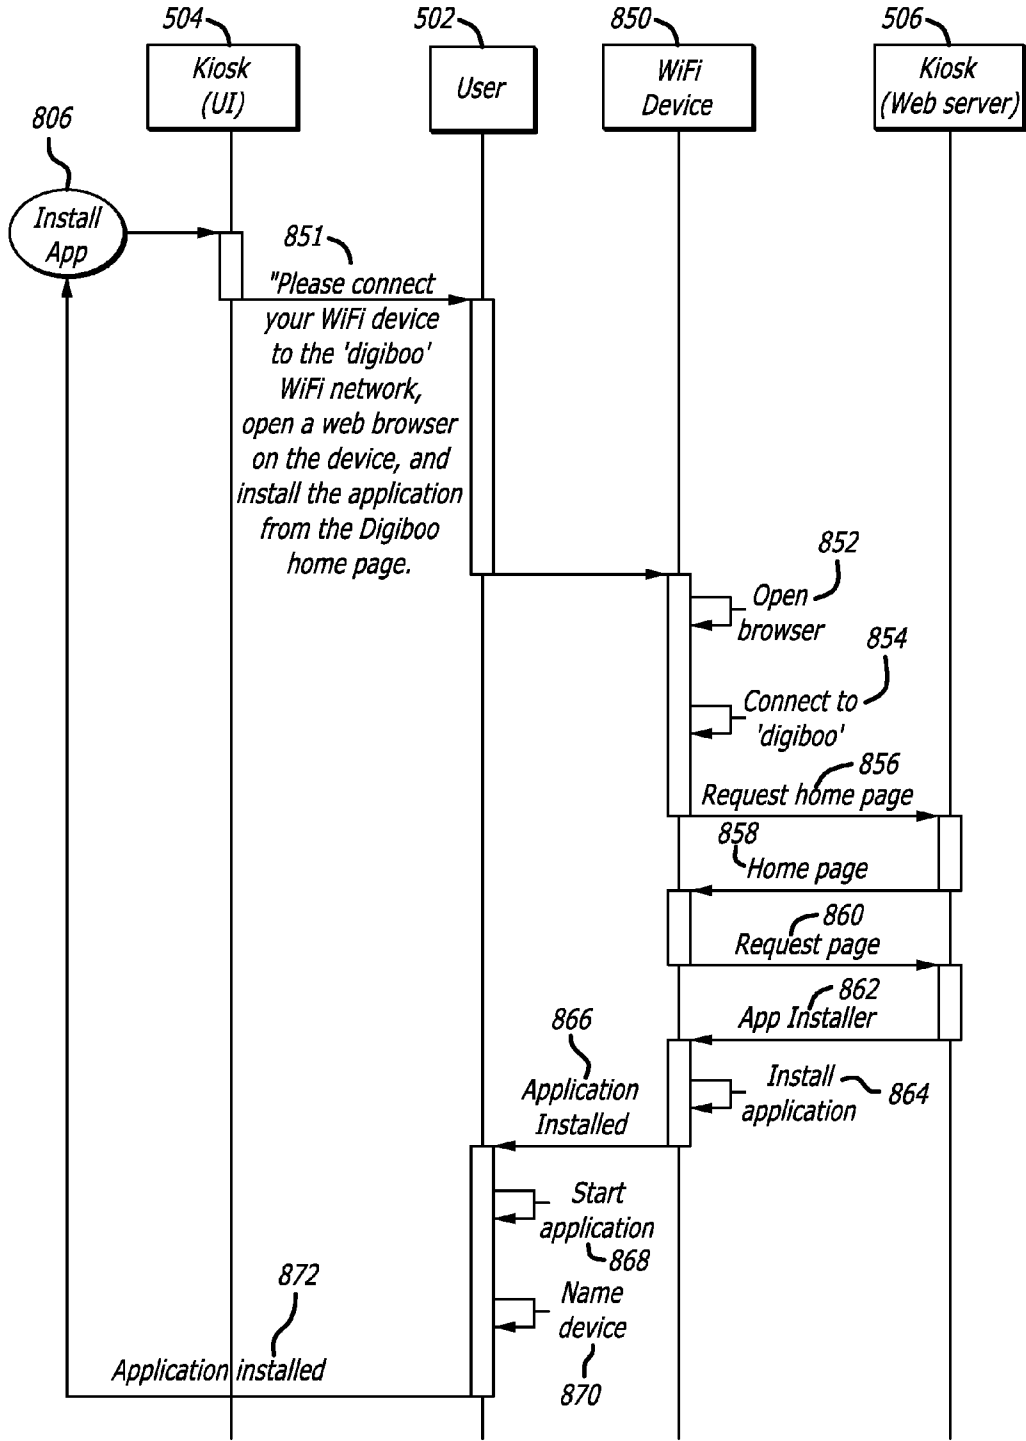 504
502
850
506
Kiosk
(UI)
User
WiFi
Device
Kiosk
(Web server)
806
Install
App
851
"Please connect
your WiFi device
to the 'digiboo'
WiFi network,
open a web browser
on the device, and
install the application
from the Digiboo
home page.
852
Open
browser
854
Connect to
'digiboo'
856
Request home page
858
Home page
860
Request page
862
App Installer
866
Application
Installed
Install
application
864
Start
application
868
872
Name
device
Application installed
870